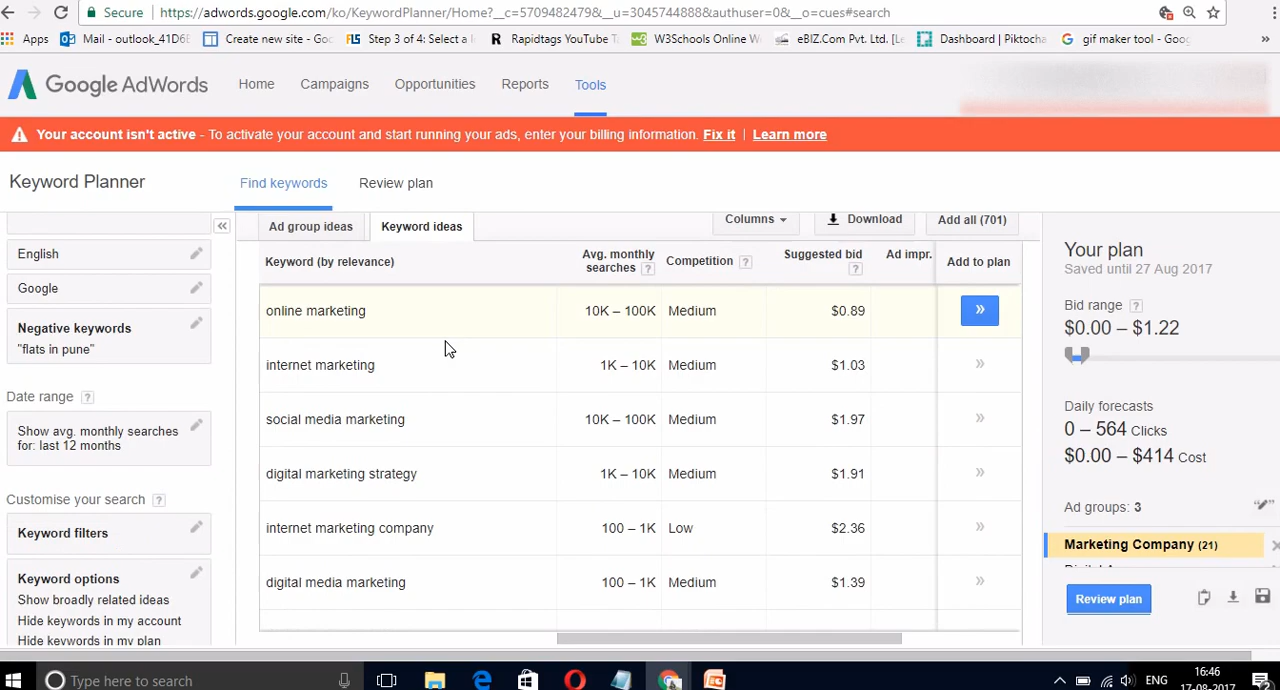 Secure https://adwords.google.com/ko/KeywordPlanner/Home?__c=5709482479&__u=3045744888&authuser=0&__o=cues#search
Apps Mail - outlook_41D6E Create new site - Goo Step 3 of 4: Select a Rapidtags YouTube T W3Schools Online W eBIZ.Com Pvt. Ltd. [Le Dashboard | Piktocha gif maker tool - Goog »
Google AdWords Home Campaigns Opportunities Reports Tools
Your account isn't active - To activate your account and start running your ads, enter your billing information. Fix it | Learn more
Keyword Planner Find keywords Review plan
English
Google
Negative keywords
"flats in pune"
Date range ?
Show avg. monthly searches
for: last 12 months
Customise your search ?
Keyword filters
Keyword options
Show broadly related ideas
Hide keywords in my account
Hide keywords in my plan
«
Ad group ideas Keyword ideas Columns Download Add all (701)
Keyword (by relevance) Avg. monthly searches ? Competition ? Suggested bid ? Ad impr. Add to plan
online marketing 10K – 100K Medium $0.89 »
internet marketing 1K – 10K Medium $1.03 »
social media marketing 10K – 100K Medium $1.97 »
digital marketing strategy 1K – 10K Medium $1.91 »
internet marketing company 100 – 1K Low $2.36 »
digital media marketing 100 – 1K Medium $1.39 »
Your plan
Saved until 27 Aug 2017
Bid range ?
$0.00 – $1.22
Daily forecasts
0 – 564 Clicks
$0.00 – $414 Cost
Ad groups: 3
Marketing Company (21)
Review plan
Type here to search
ENG
16:46
17-08-2017